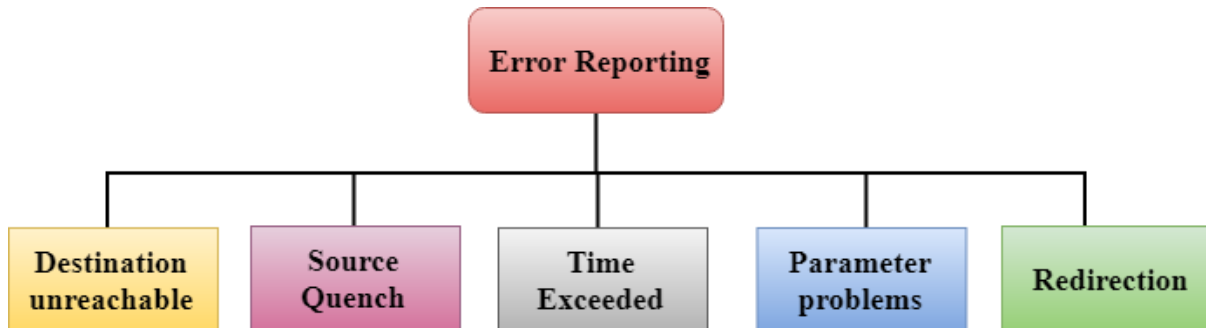 Error Reporting
Destination
unreachable
Source
Quench
Time
Exceeded
Parameter
problems
Redirection